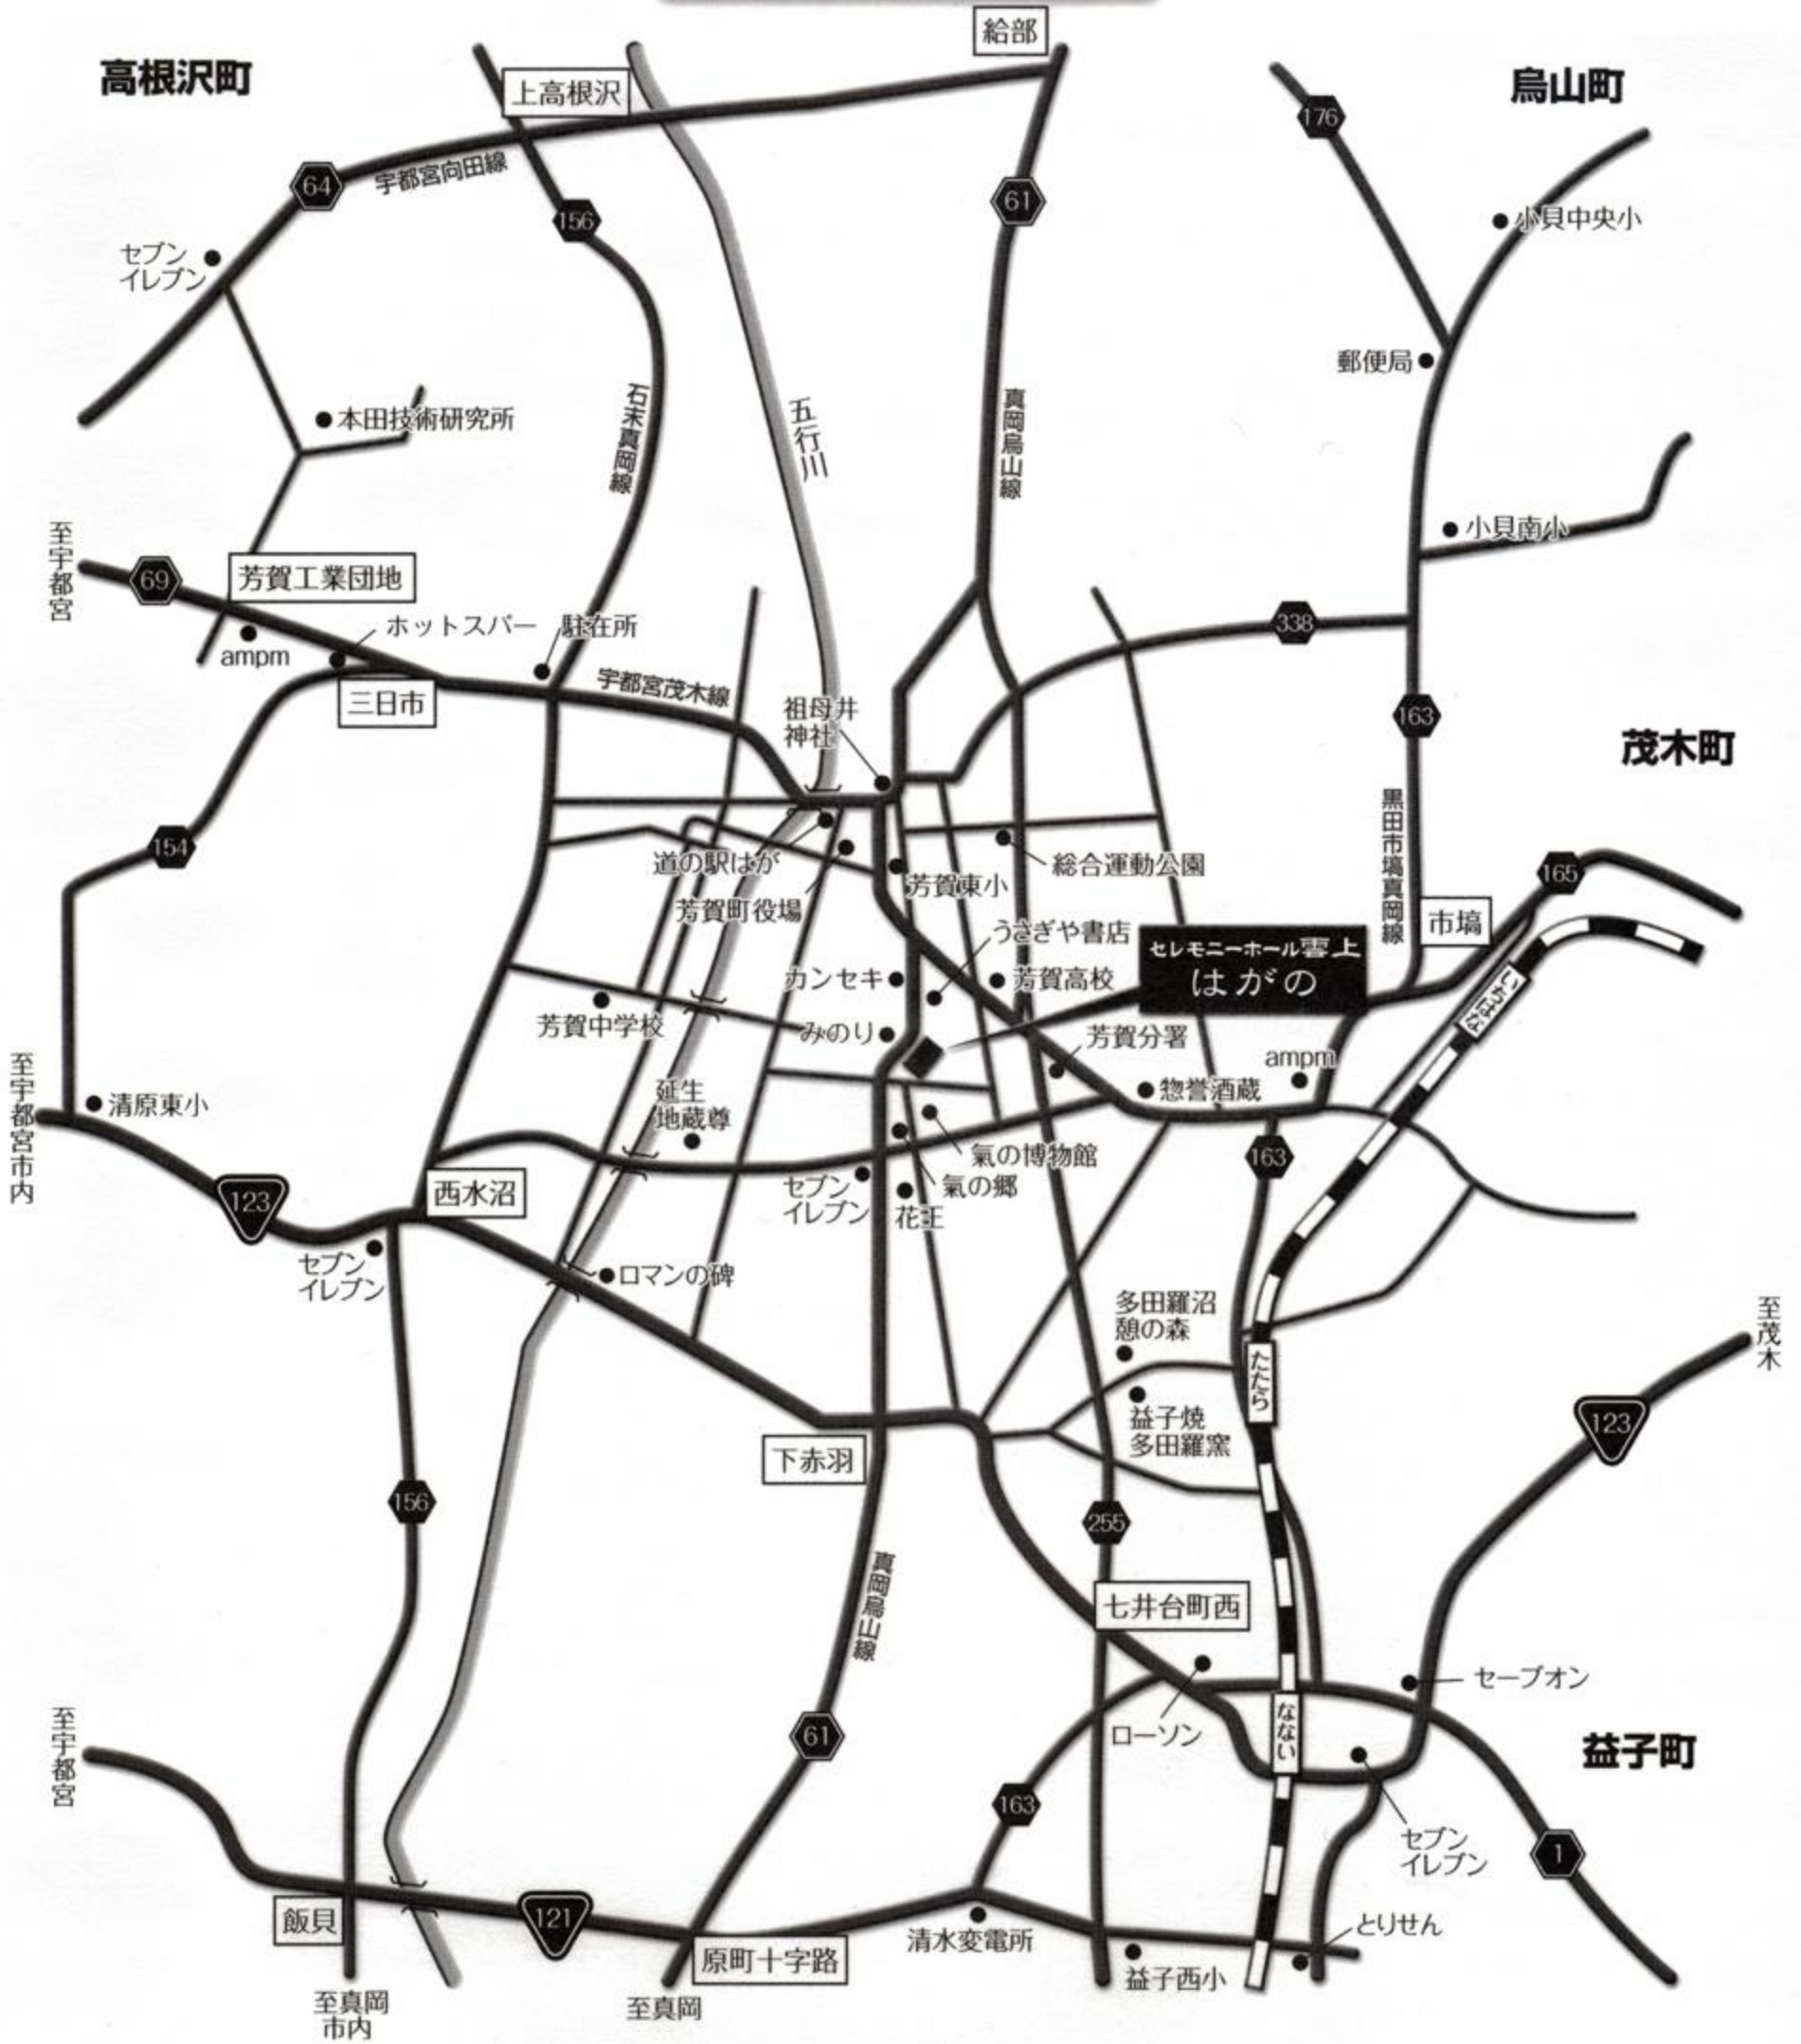 給部
高根沢町
上高根沢
烏山町
176
64
宇都宮向田線
156
61
小貝中央小
セブン
イレブン
郵便局
本田技術研究所
石末真岡線
五行川
真岡烏山線
小貝南小
至宇都宮
69
芳賀工業団地
ホットスパー
駐在所
338
ampm
三日市
宇都宮茂木線
祖母井
神社
163
茂木町
黒田市塙真岡線
154
道の駅はが
総合運動公園
芳賀東小
165
芳賀町役場
市塙
うさぎや書店
セレモニーホール雲上
はがの
カンセキ
芳賀高校
いちはな
芳賀中学校
みのり
芳賀分署
ampm
至宇都宮市内
清原東小
延生
地蔵尊
惣誉酒蔵
氣の博物館
163
123
西水沼
セブン
イレブン
氣の郷
花王
セブン
イレブン
ロマンの碑
多田羅沼
憩の森
至茂木
たたら
益子焼
多田羅窯
123
下赤羽
156
255
真岡烏山線
七井台町西
セーブオン
至宇都宮
61
ローソン
なない
益子町
163
セブン
イレブン
1
飯貝
121
原町十字路
清水変電所
とりせん
益子西小
至真岡
市内
至真岡